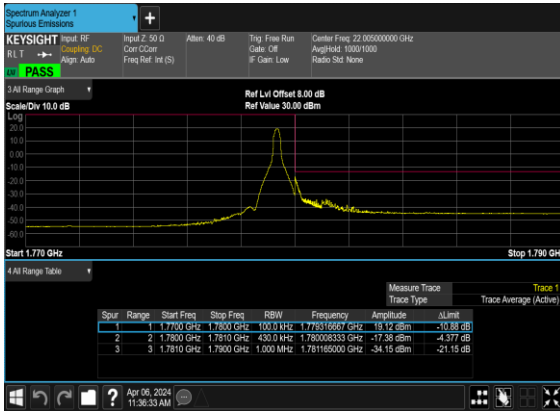 Spectrum Analyzer 1
Spurious Emissions
KEYSIGHT Input: RF Input Z: 50 Ω Atten: 40 dB Trig: Free Run Center Freq: 22.005000000 GHz
RLT Coupling: DC Corr CCorr Gate: Off Avg|Hold: 1000/1000
Align: Auto Freq Ref: Int (S) IF Gain: Low Radio Std: None
PASS
3 All Range Graph
Ref Lvl Offset 8.00 dB
Scale/Div 10.0 dB Ref Value 30.00 dBm
Log
20.0
10.0
0.00
-10.0
-20.0
-30.0
-40.0
-50.0
-60.0
Start 1.770 GHz Stop 1.790 GH
4 All Range Table
Measure Trace Trace 1
Trace Type Trace Average (Active)
Spur Range Start Freq Stop Freq RBW Frequency Amplitude ΔLimit
1 1 1.7700 GHz 1.7800 GHz 100.0 kHz 1.779316667 GHz 19.12 dBm -10.88 dB
2 2 1.7800 GHz 1.7810 GHz 430.0 kHz 1.780008333 GHz -17.38 dBm -4.377 dB
3 3 1.7810 GHz 1.7900 GHz 1.000 MHz 1.781165000 GHz -34.15 dBm -21.15 dB
Apr 06, 2024
11:36:33 AM